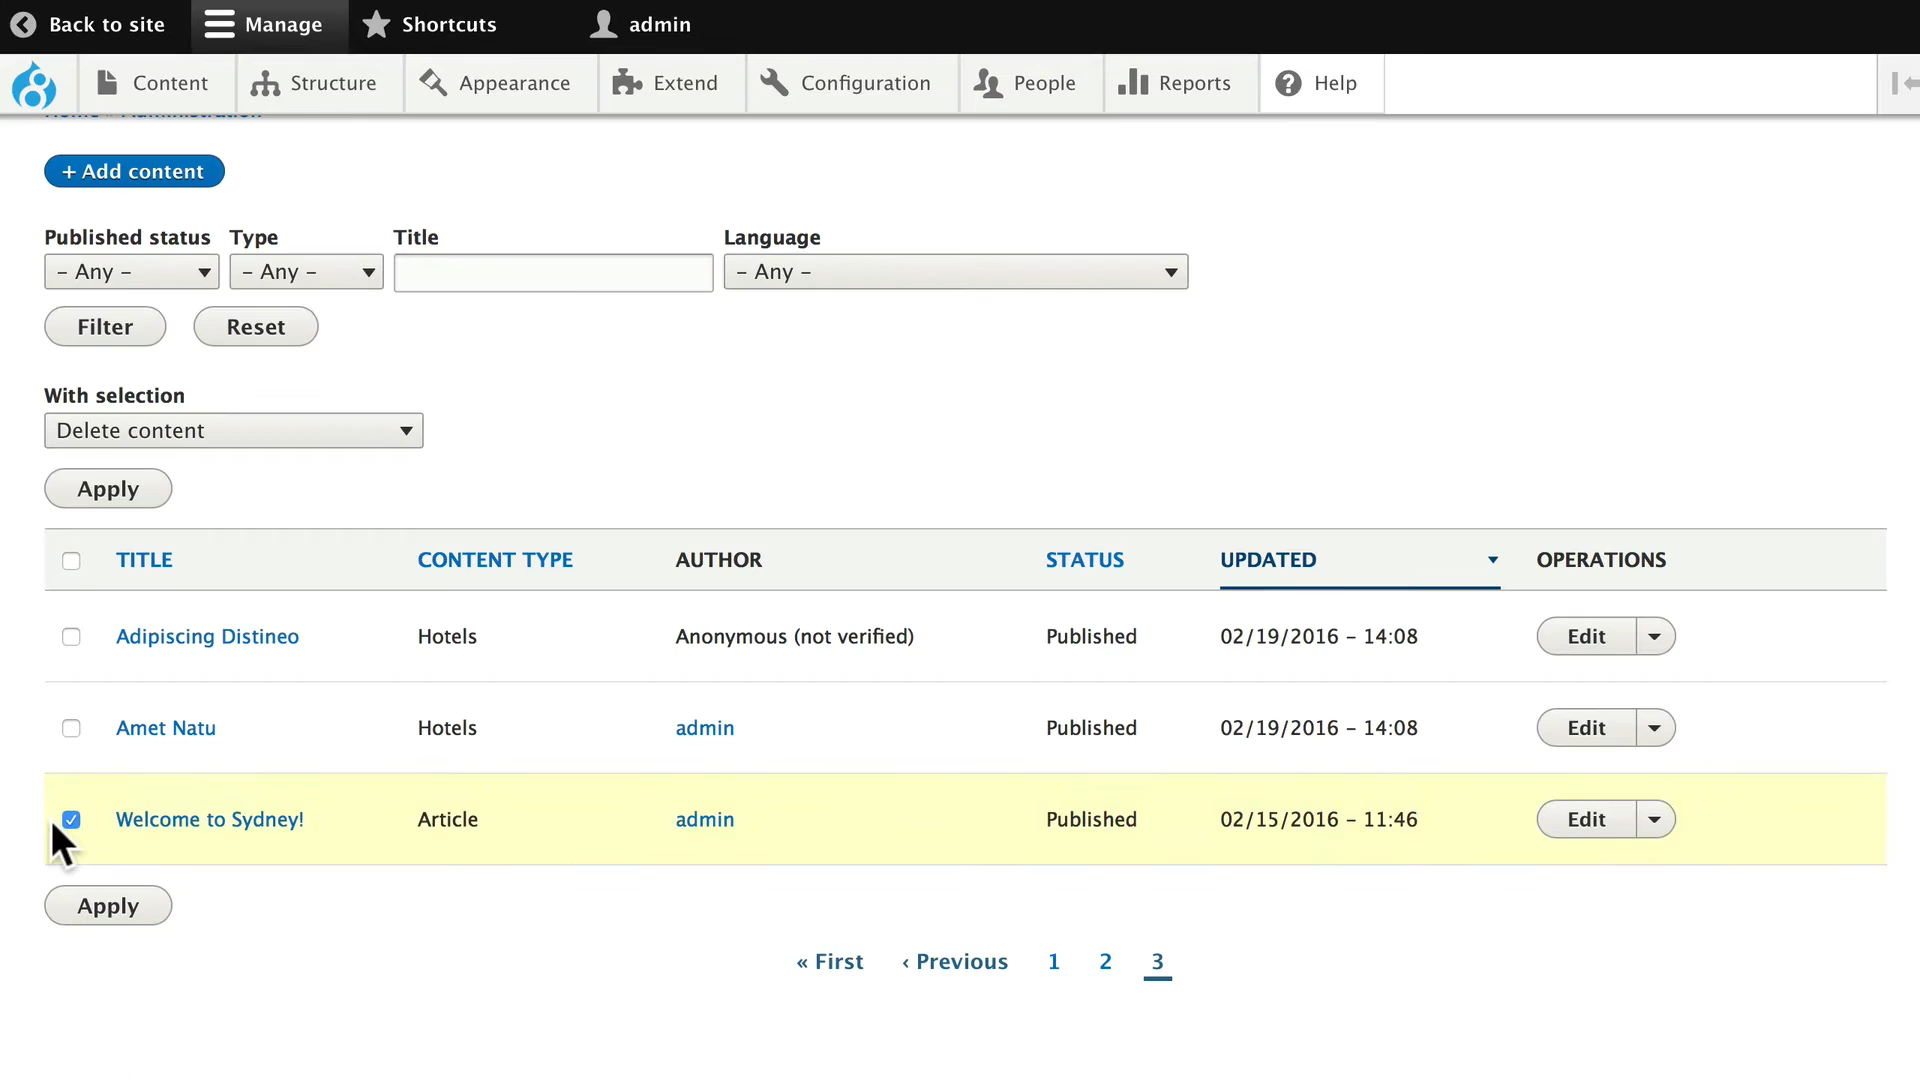 Back to site Manage Shortcuts admin
Content Structure Appearance Extend Configuration People Reports Help
Home » Administration
+ Add content
Published status Type Title Language
- Any - - Any - - Any -
Filter Reset
With selection
Delete content
Apply
TITLE CONTENT TYPE AUTHOR STATUS UPDATED OPERATIONS
Adipiscing Distineo Hotels Anonymous (not verified) Published 02/19/2016 – 14:08 Edit
Amet Natu Hotels admin Published 02/19/2016 – 14:08 Edit
Welcome to Sydney! Article admin Published 02/15/2016 – 11:46 Edit
Apply
« First ‹ Previous 1 2 3